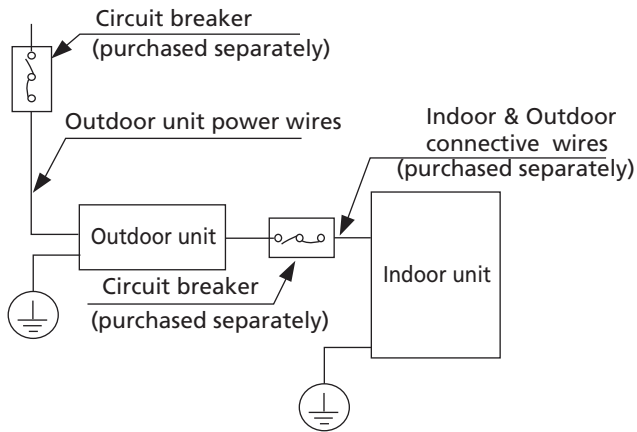 Circuit breaker
(purchased separately)
Outdoor unit power wires
Indoor & Outdoor
connective wires
(purchased separately)
Outdoor unit
Circuit breaker
(purchased separately)
Indoor unit